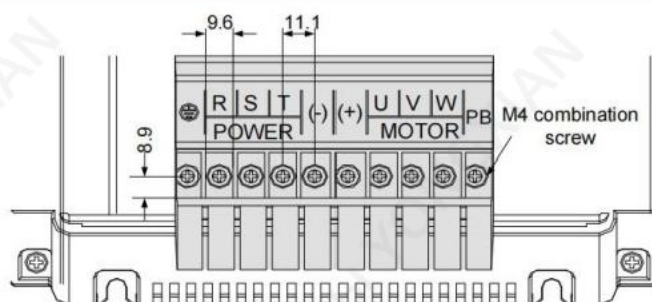 9.6 11.1
R S T (-) (+) U V W PB
POWER MOTOR
M4 combination
screw
8.9